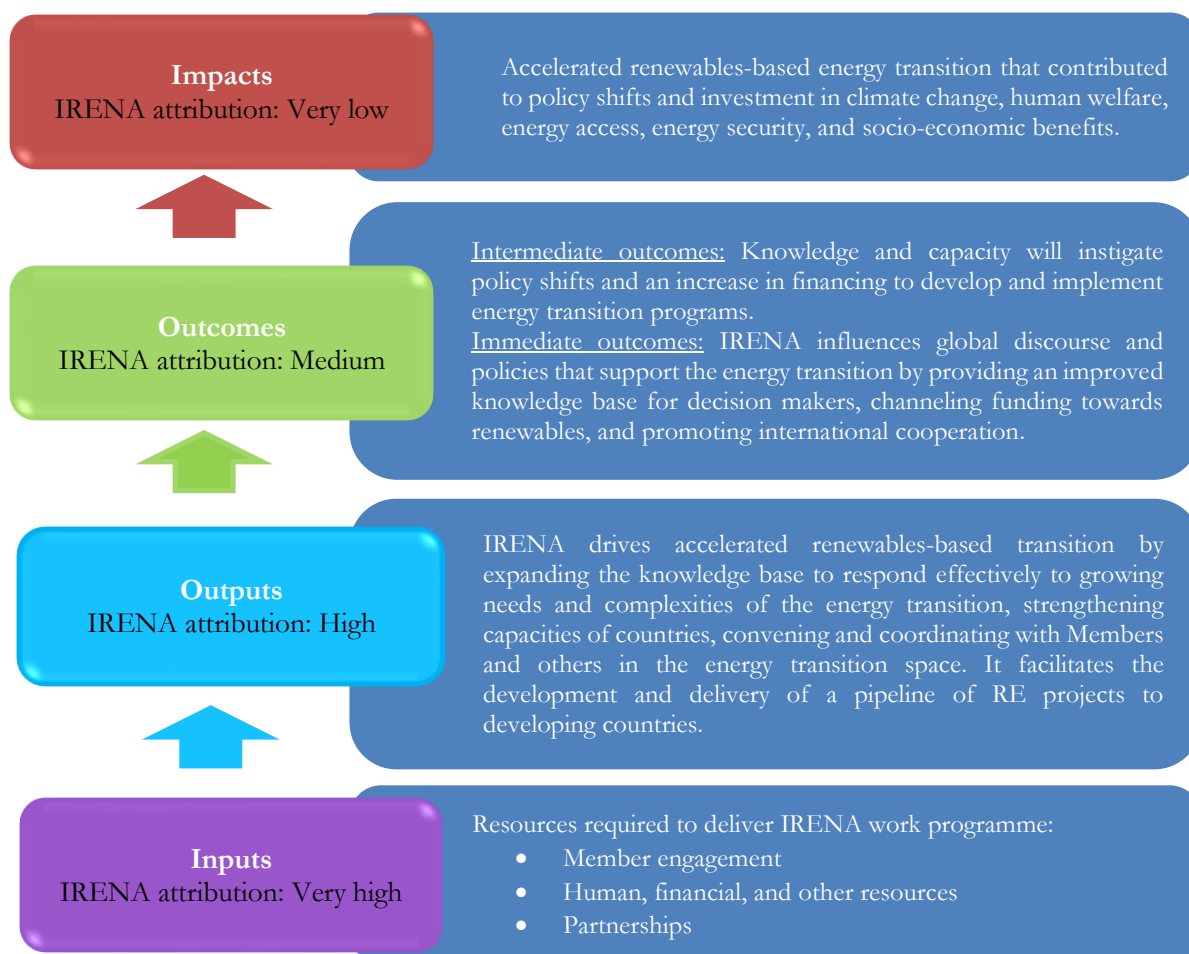 Impacts
IRENA attribution: Very low
Accelerated renewables-based energy transition that contributed
to policy shifts and investment in climate change, human welfare,
energy access, energy security, and socio-economic benefits.
Outcomes
IRENA attribution: Medium
Intermediate outcomes: Knowledge and capacity will instigate
policy shifts and an increase in financing to develop and implement
energy transition programs.
Immediate outcomes: IRENA influences global discourse and
policies that support the energy transition by providing an improved
knowledge base for decision makers, channeling funding towards
renewables, and promoting international cooperation.
Outputs
IRENA attribution: High
IRENA drives accelerated renewables-based transition by
expanding the knowledge base to respond effectively to growing
needs and complexities of the energy transition, strengthening
capacities of countries, convening and coordinating with Members
and others in the energy transition space. It facilitates the
development and delivery of a pipeline of RE projects to
developing countries.
Inputs
IRENA attribution: Very high
Resources required to deliver IRENA work programme:
• Member engagement
• Human, financial, and other resources
• Partnerships